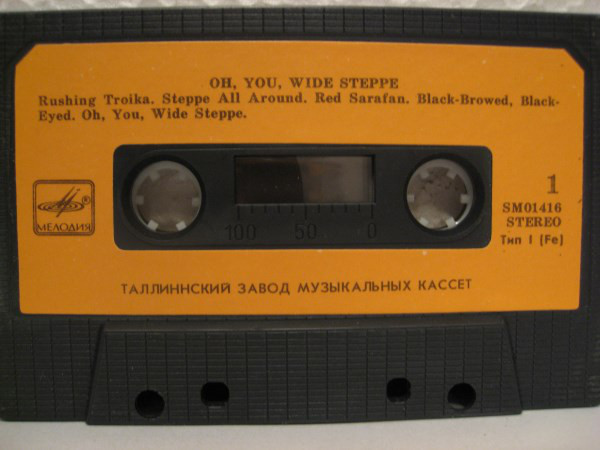 OH, YOU, WIDE STEPPE
Rushing Troika. Steppe All Around. Red Sarafan. Black-Browed, Black-
Eyed. Oh, You, Wide Steppe.
1
SM01416
STEREO
Тип I (Fe)
МЕЛОДИЯ
100 50 0
ТАЛЛИННСКИЙ ЗАВОД МУЗЫКАЛЬНЫХ КАССЕТ